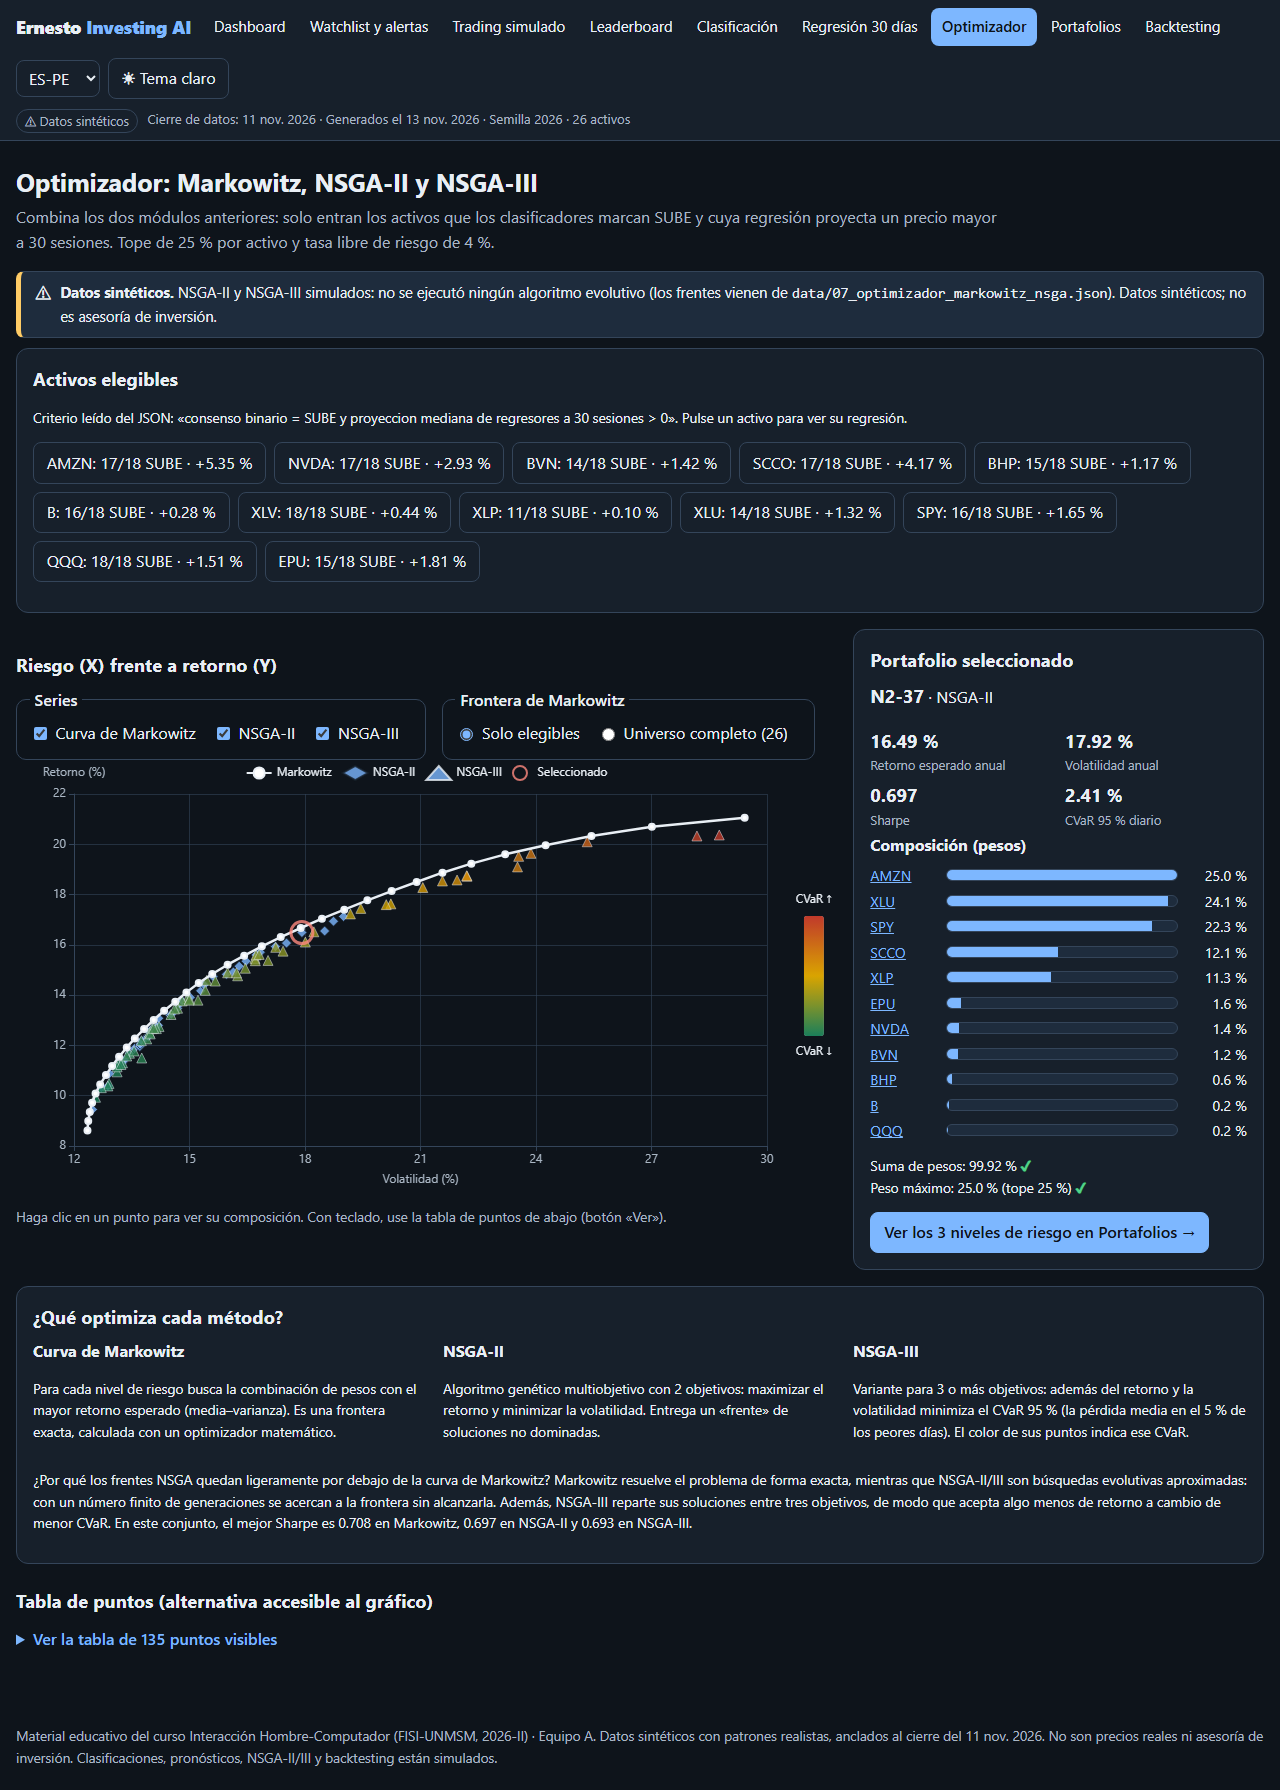 Ernesto Investing AI
Dashboard
Watchlist y alertas
Trading simulado
Leaderboard
Clasificación
Regresión 30 días
Optimizador
Portafolios
Backtesting
ES-PE
☀ Tema claro
⚠ Datos sintéticos
Cierre de datos: 11 nov. 2026 · Generados el 13 nov. 2026 · Semilla 2026 · 26 activos
Optimizador: Markowitz, NSGA-II y NSGA-III
Combina los dos módulos anteriores: solo entran los activos que los clasificadores marcan SUBE y cuya regresión proyecta un precio mayor
a 30 sesiones. Tope de 25 % por activo y tasa libre de riesgo de 4 %.
⚠ Datos sintéticos. NSGA-II y NSGA-III simulados: no se ejecutó ningún algoritmo evolutivo (los frentes vienen de data/07_optimizador_markowitz_nsga.json). Datos sintéticos; no
es asesoría de inversión.
Activos elegibles
Criterio leído del JSON: «consenso binario = SUBE y proyeccion mediana de regresores a 30 sesiones > 0». Pulse un activo para ver su regresión.
AMZN: 17/18 SUBE · +5.35 %
NVDA: 17/18 SUBE · +2.93 %
BVN: 14/18 SUBE · +1.42 %
SCCO: 17/18 SUBE · +4.17 %
BHP: 15/18 SUBE · +1.17 %
B: 16/18 SUBE · +0.28 %
XLV: 18/18 SUBE · +0.44 %
XLP: 11/18 SUBE · +0.10 %
XLU: 14/18 SUBE · +1.32 %
SPY: 16/18 SUBE · +1.65 %
QQQ: 18/18 SUBE · +1.51 %
EPU: 15/18 SUBE · +1.81 %
Riesgo (X) frente a retorno (Y)
Series
Curva de Markowitz
NSGA-II
NSGA-III
Frontera de Markowitz
Solo elegibles
Universo completo (26)
Retorno (%)
Markowitz
NSGA-II
NSGA-III
Seleccionado
22
20
18
16
14
12
10
8
12
15
18
21
24
27
30
Volatilidad (%)
CVaR ↑
CVaR ↓
Haga clic en un punto para ver su composición. Con teclado, use la tabla de puntos de abajo (botón «Ver»).
Portafolio seleccionado
N2-37 · NSGA-II
16.49 %
Retorno esperado anual
17.92 %
Volatilidad anual
0.697
Sharpe
2.41 %
CVaR 95 % diario
Composición (pesos)
AMZN 25.0 %
XLU 24.1 %
SPY 22.3 %
SCCO 12.1 %
XLP 11.3 %
EPU 1.6 %
NVDA 1.4 %
BVN 1.2 %
BHP 0.6 %
B 0.2 %
QQQ 0.2 %
Suma de pesos: 99.92 % ✔
Peso máximo: 25.0 % (tope 25 %) ✔
Ver los 3 niveles de riesgo en Portafolios →
¿Qué optimiza cada método?
Curva de Markowitz
Para cada nivel de riesgo busca la combinación de pesos con el
mayor retorno esperado (media–varianza). Es una frontera
exacta, calculada con un optimizador matemático.
NSGA-II
Algoritmo genético multiobjetivo con 2 objetivos: maximizar el
retorno y minimizar la volatilidad. Entrega un «frente» de
soluciones no dominadas.
NSGA-III
Variante para 3 o más objetivos: además del retorno y la
volatilidad minimiza el CVaR 95 % (la pérdida media en el 5 % de
los peores días). El color de sus puntos indica ese CVaR.
¿Por qué los frentes NSGA quedan ligeramente por debajo de la curva de Markowitz? Markowitz resuelve el problema de forma exacta, mientras que NSGA-II/III son búsquedas evolutivas aproximadas:
con un número finito de generaciones se acercan a la frontera sin alcanzarla. Además, NSGA-III reparte sus soluciones entre tres objetivos, de modo que acepta algo menos de retorno a cambio de
menor CVaR. En este conjunto, el mejor Sharpe es 0.708 en Markowitz, 0.697 en NSGA-II y 0.693 en NSGA-III.
Tabla de puntos (alternativa accesible al gráfico)
▶ Ver la tabla de 135 puntos visibles
Material educativo del curso Interacción Hombre-Computador (FISI-UNMSM, 2026-II) · Equipo A. Datos sintéticos con patrones realistas, anclados al cierre del 11 nov. 2026. No son precios reales ni asesoría de
inversión. Clasificaciones, pronósticos, NSGA-II/III y backtesting están simulados.